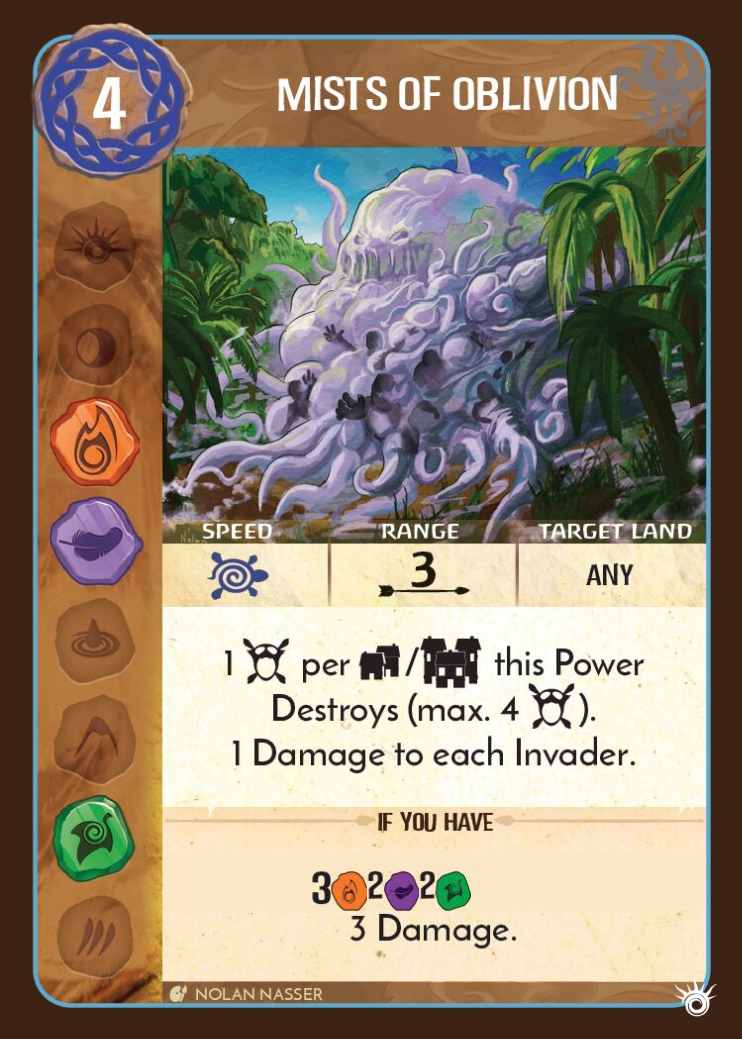 4
MISTS OF OBLIVION
SPEED RANGE TARGET LAND
3 ANY
1 per / this Power
Destroys (max. 4 ).
1 Damage to each Invader.
IF YOU HAVE
3 2 2
3 Damage.
NOLAN NASSER